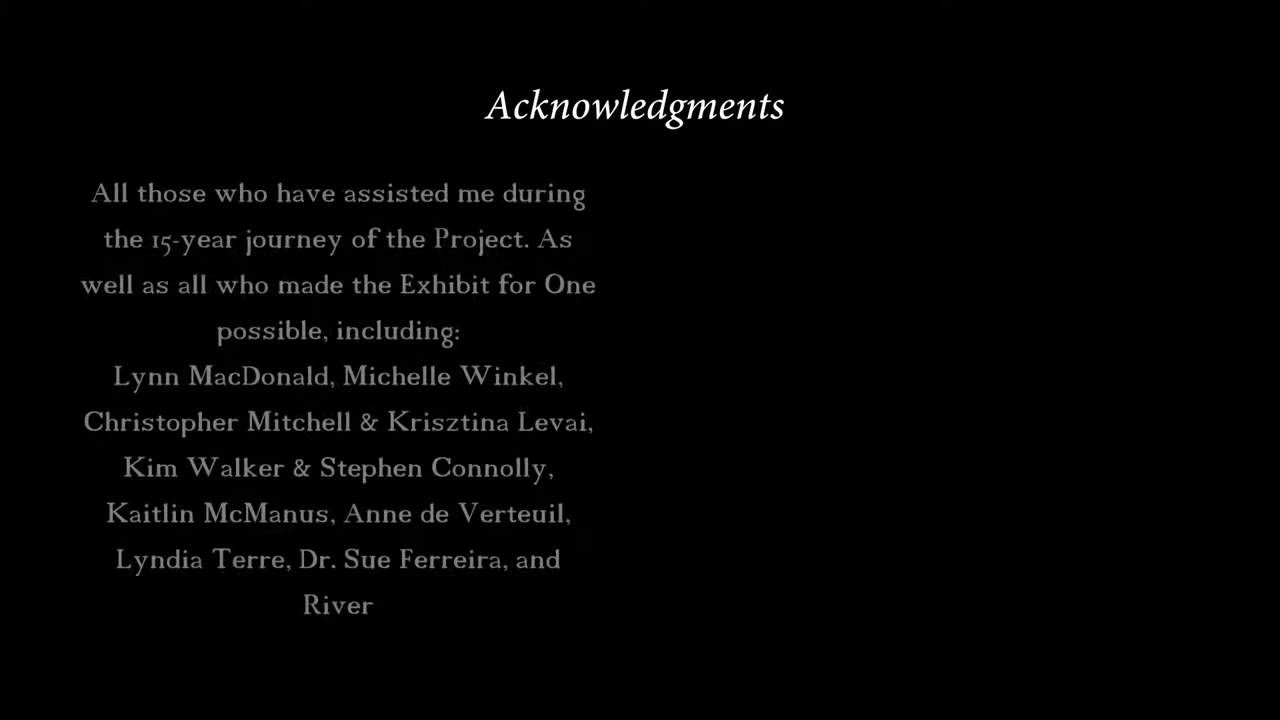 Acknowledgments
All those who have assisted me during
the 15-year journey of the Project. As
well as all who made the Exhibit for One
possible, including:
Lynn MacDonald, Michelle Winkel,
Christopher Mitchell & Krisztina Levai,
Kim Walker & Stephen Connolly,
Kaitlin McManus, Anne de Verteuil,
Lyndia Terre, Dr. Sue Ferreira, and
River